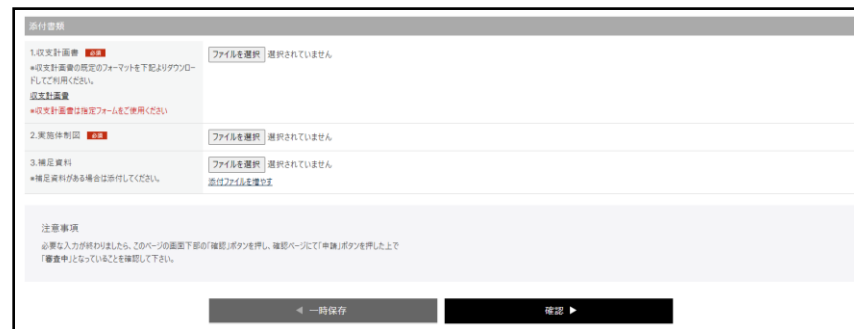 添付書類
1.収支計画書 必須
ファイルを選択 選択されていません
※収支計画書の既定のフォーマットを下記よりダウンロー
ドしてご利用ください。
収支計画書
※収支計画書は指定フォームをご使用ください
2.実施体制図 必須
ファイルを選択 選択されていません
3.補足資料
ファイルを選択 選択されていません
※補足資料がある場合は添付してください。
添付ファイルを増やす
注意事項
必要な入力が終わりましたら、このページの画面下部の「確認」ボタンを押し、確認ページにて「申請」ボタンを押した上で
「審査中」となっていることを確認して下さい。
◀ 一時保存
確認 ▶